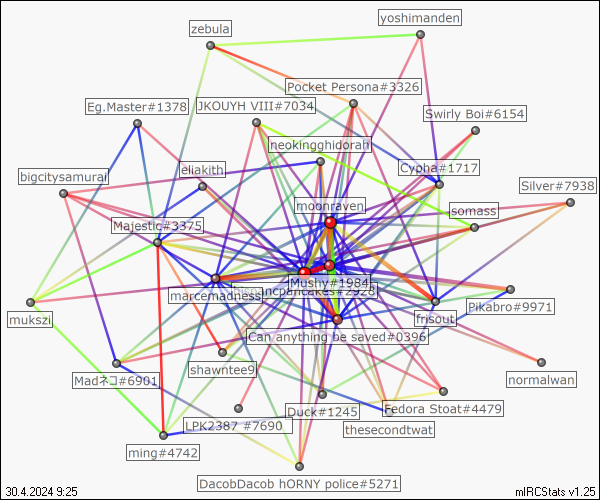 yoshimanden
zebula
Pocket Persona#3326
Eg.Master#1378
JKOUYH VIII#7034
Swirly Boi#6154
neokingghidorah
eliakith
Cypha#1717
bigcitysamurai
Silver#7938
moonraven
somass
Majestic#3375
Mushy#1984
marcemadness
#2928
Pikabro#9971
mukszi
frisout
Can anything be saved#0396
shawntee9
normalwan
Madネコ#6901
Duck#1245
Fedora Stoat#4479
LPK2387 #7690
thesecondtwat
ming#4742
DacobDacob hORNY police#5271
30.4.2024 9:25
mIRCStats v1.25